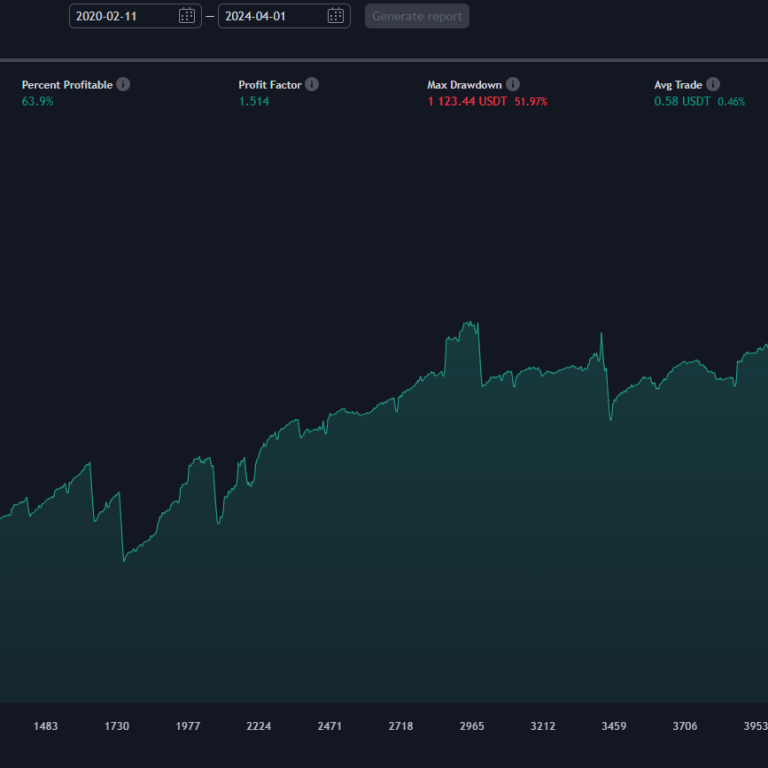 2020-02-11 — 2024-04-01 Generate report
Percent Profitable Profit Factor Max Drawdown Avg Trade
63.9% 1.514 1 123.44 USDT 51.97% 0.58 USDT 0.46%
1483 1730 1977 2224 2471 2718 2965 3212 3459 3706 3953